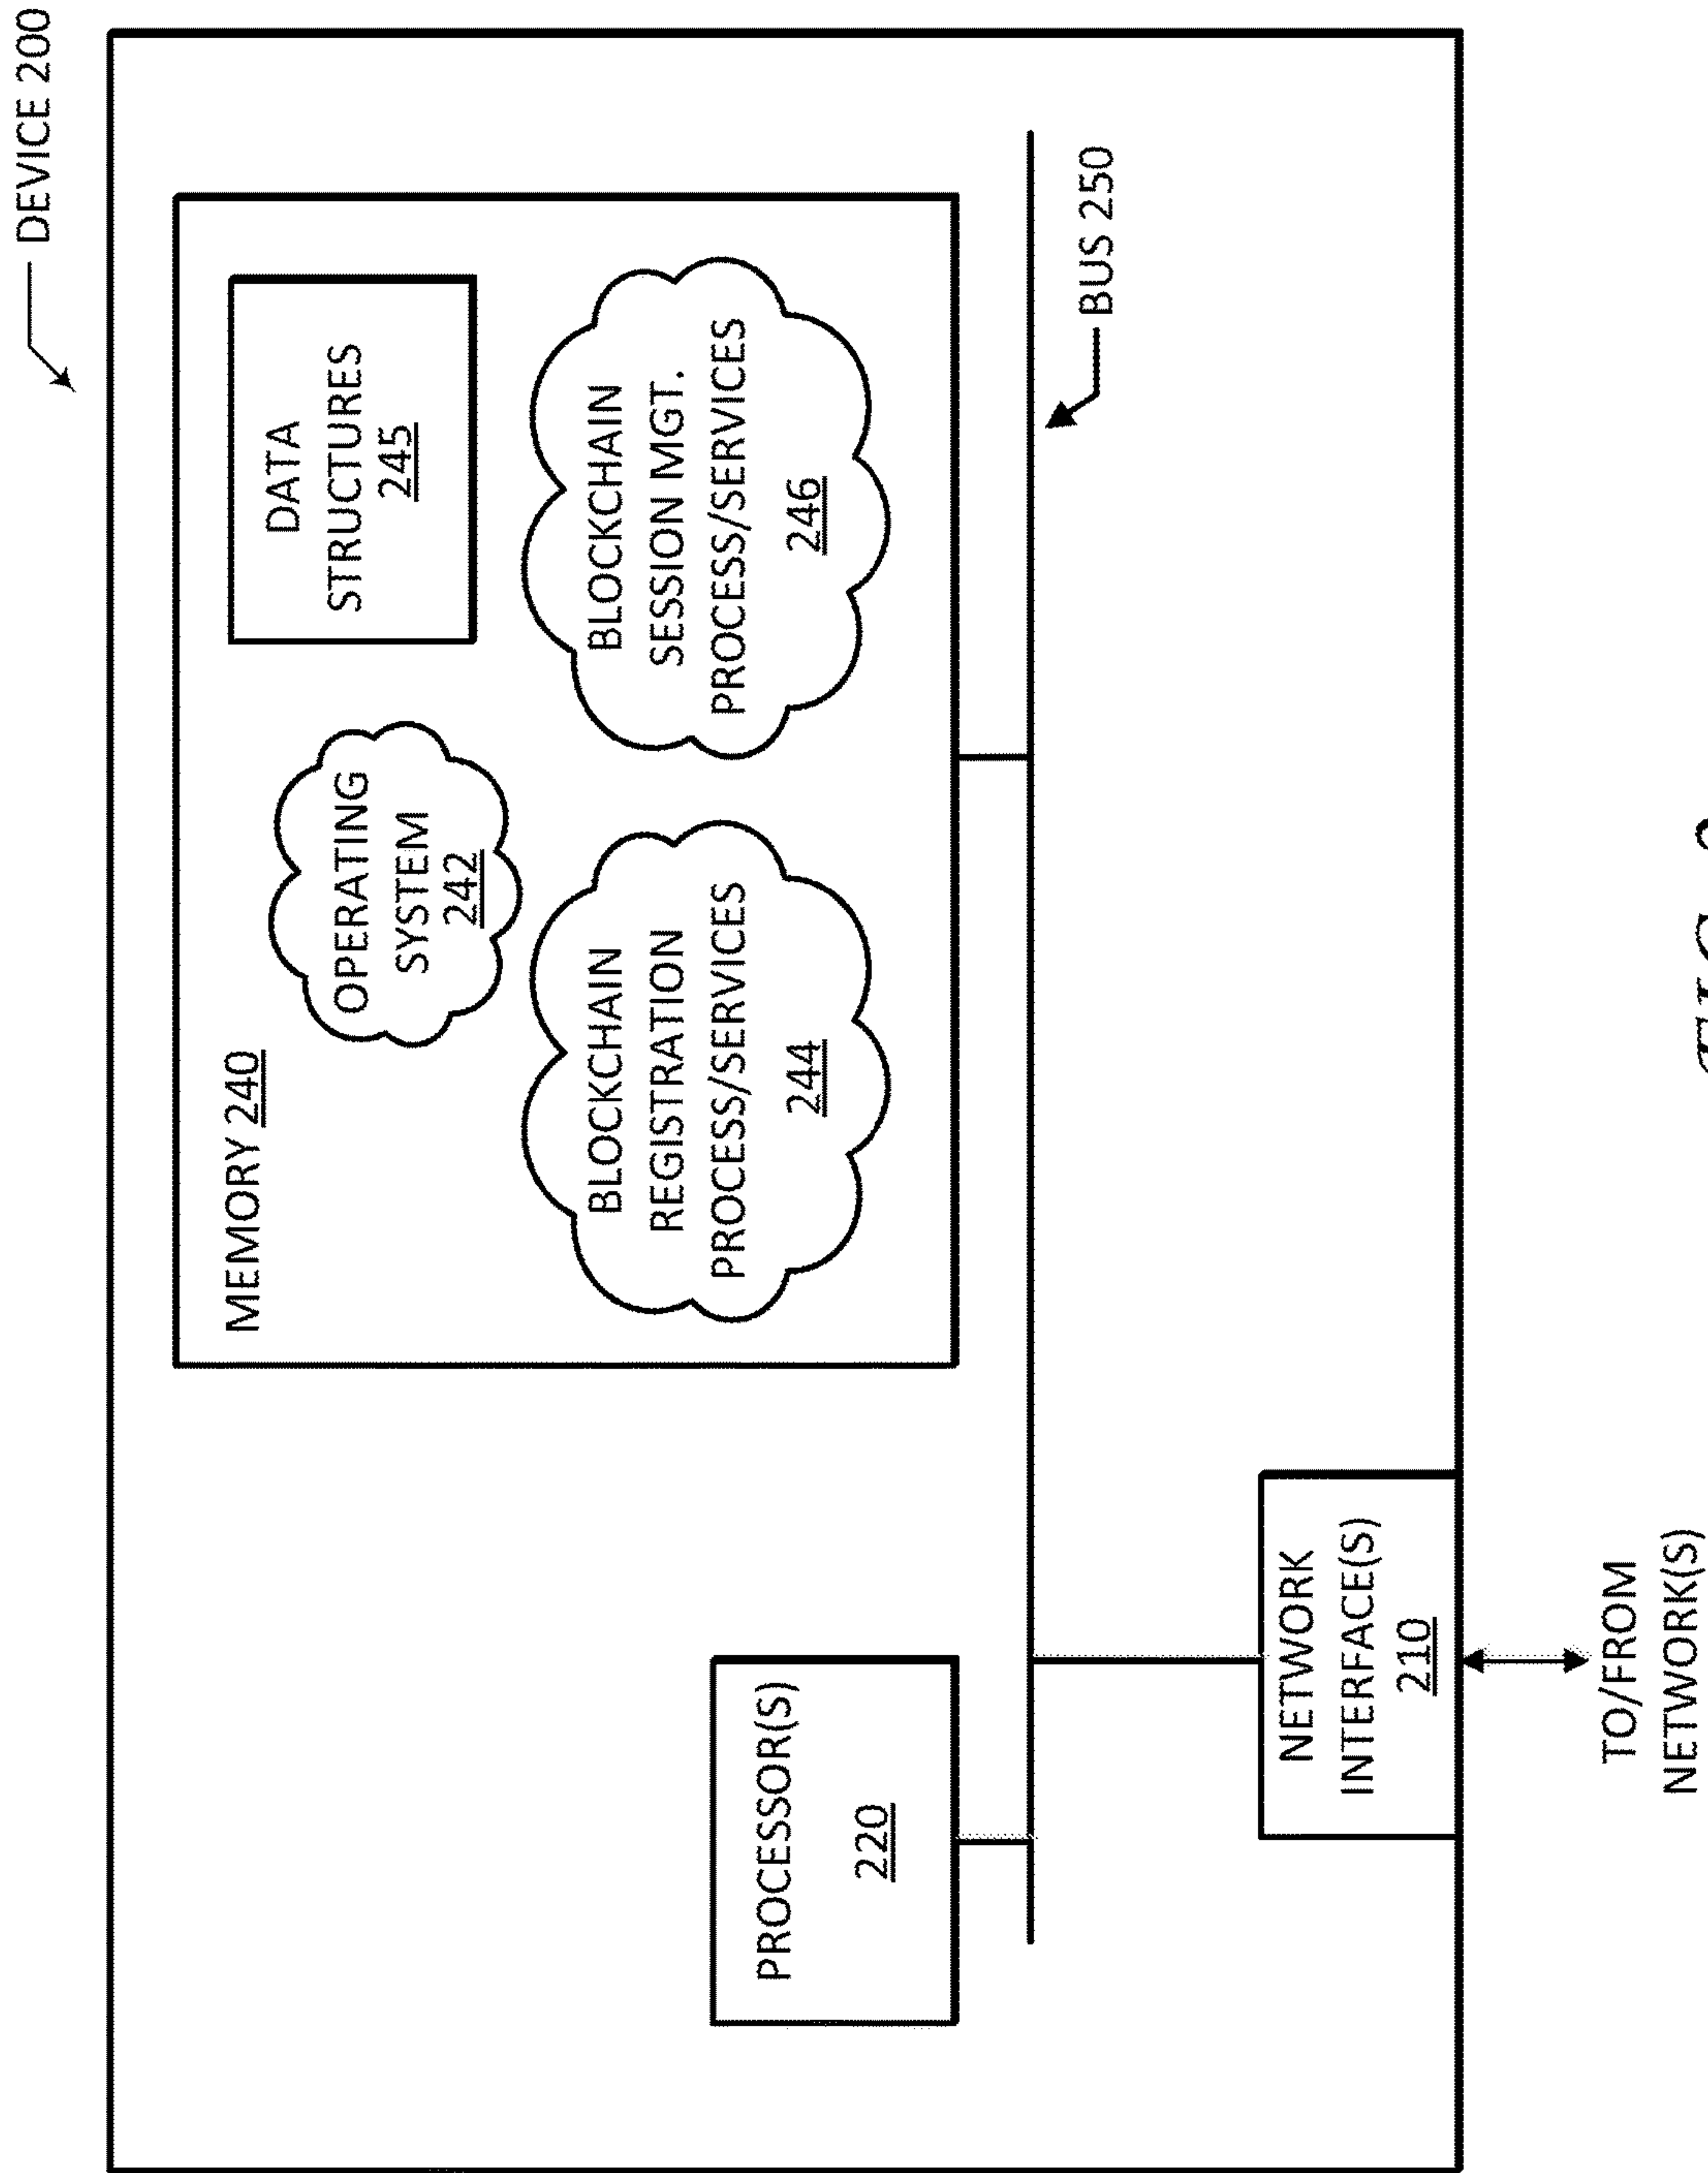 DEVICE 200
MEMORY 240
OPERATING
SYSTEM
242
DATA
STRUCTURES
245
BLOCKCHAIN
REGISTRATION
PROCESS/SERVICES
244
BLOCKCHAIN
SESSION MGT.
PROCESS/SERVICES
246
PROCESSOR(S)
220
BUS 250
NETWORK
INTERFACE(S)
210
TO/FROM
NETWORK(S)